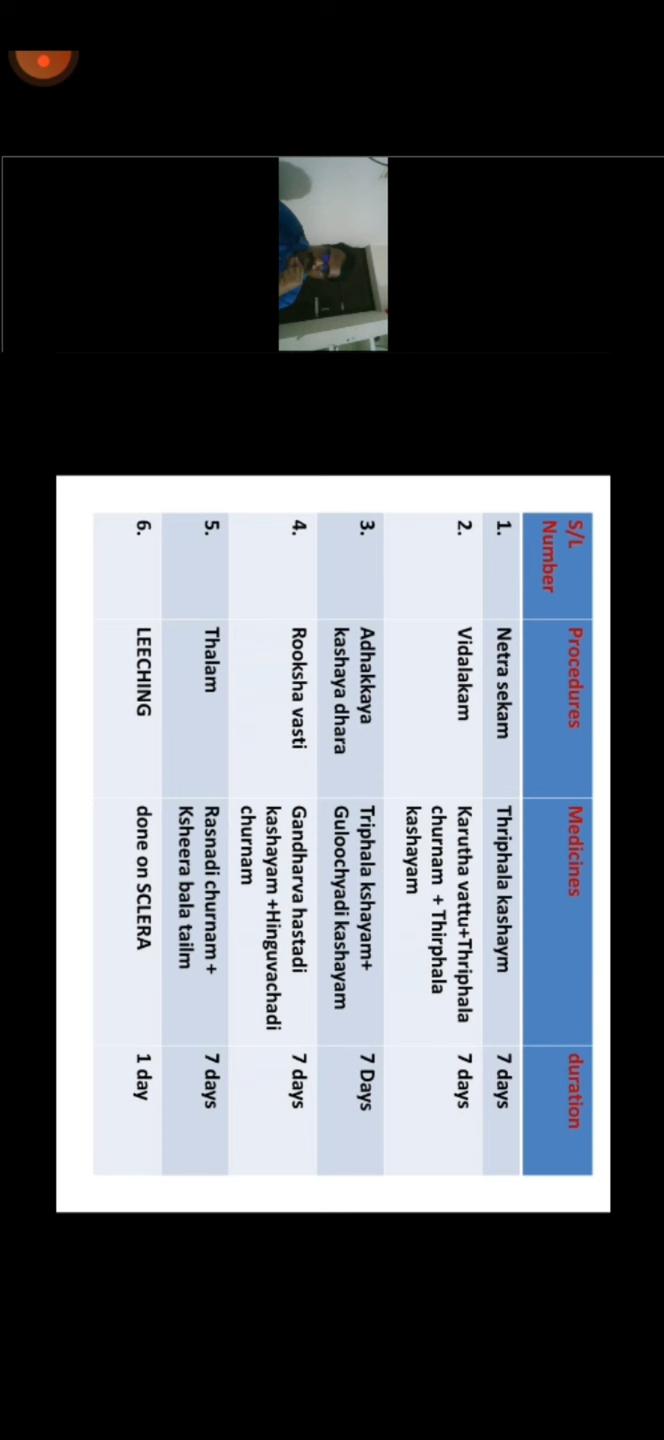 S/L Number Procedures Medicines duration
1. Netra sekam Thriphala kashaym 7 days
2. Vidalakam Karutha vattu+Thriphala churnam + Thirphala kashayam 7 days
3. Adhakkaya kashaya dhara Triphala kshayam+ Guloochyadi kashayam 7 Days
4. Rooksha vasti Gandharva hastadi kashayam +Hinguvachadi churnam 7 days
5. Thalam Rasnadi churnam + Ksheera bala tailm 7 days
6. LEECHING done on SCLERA 1 day